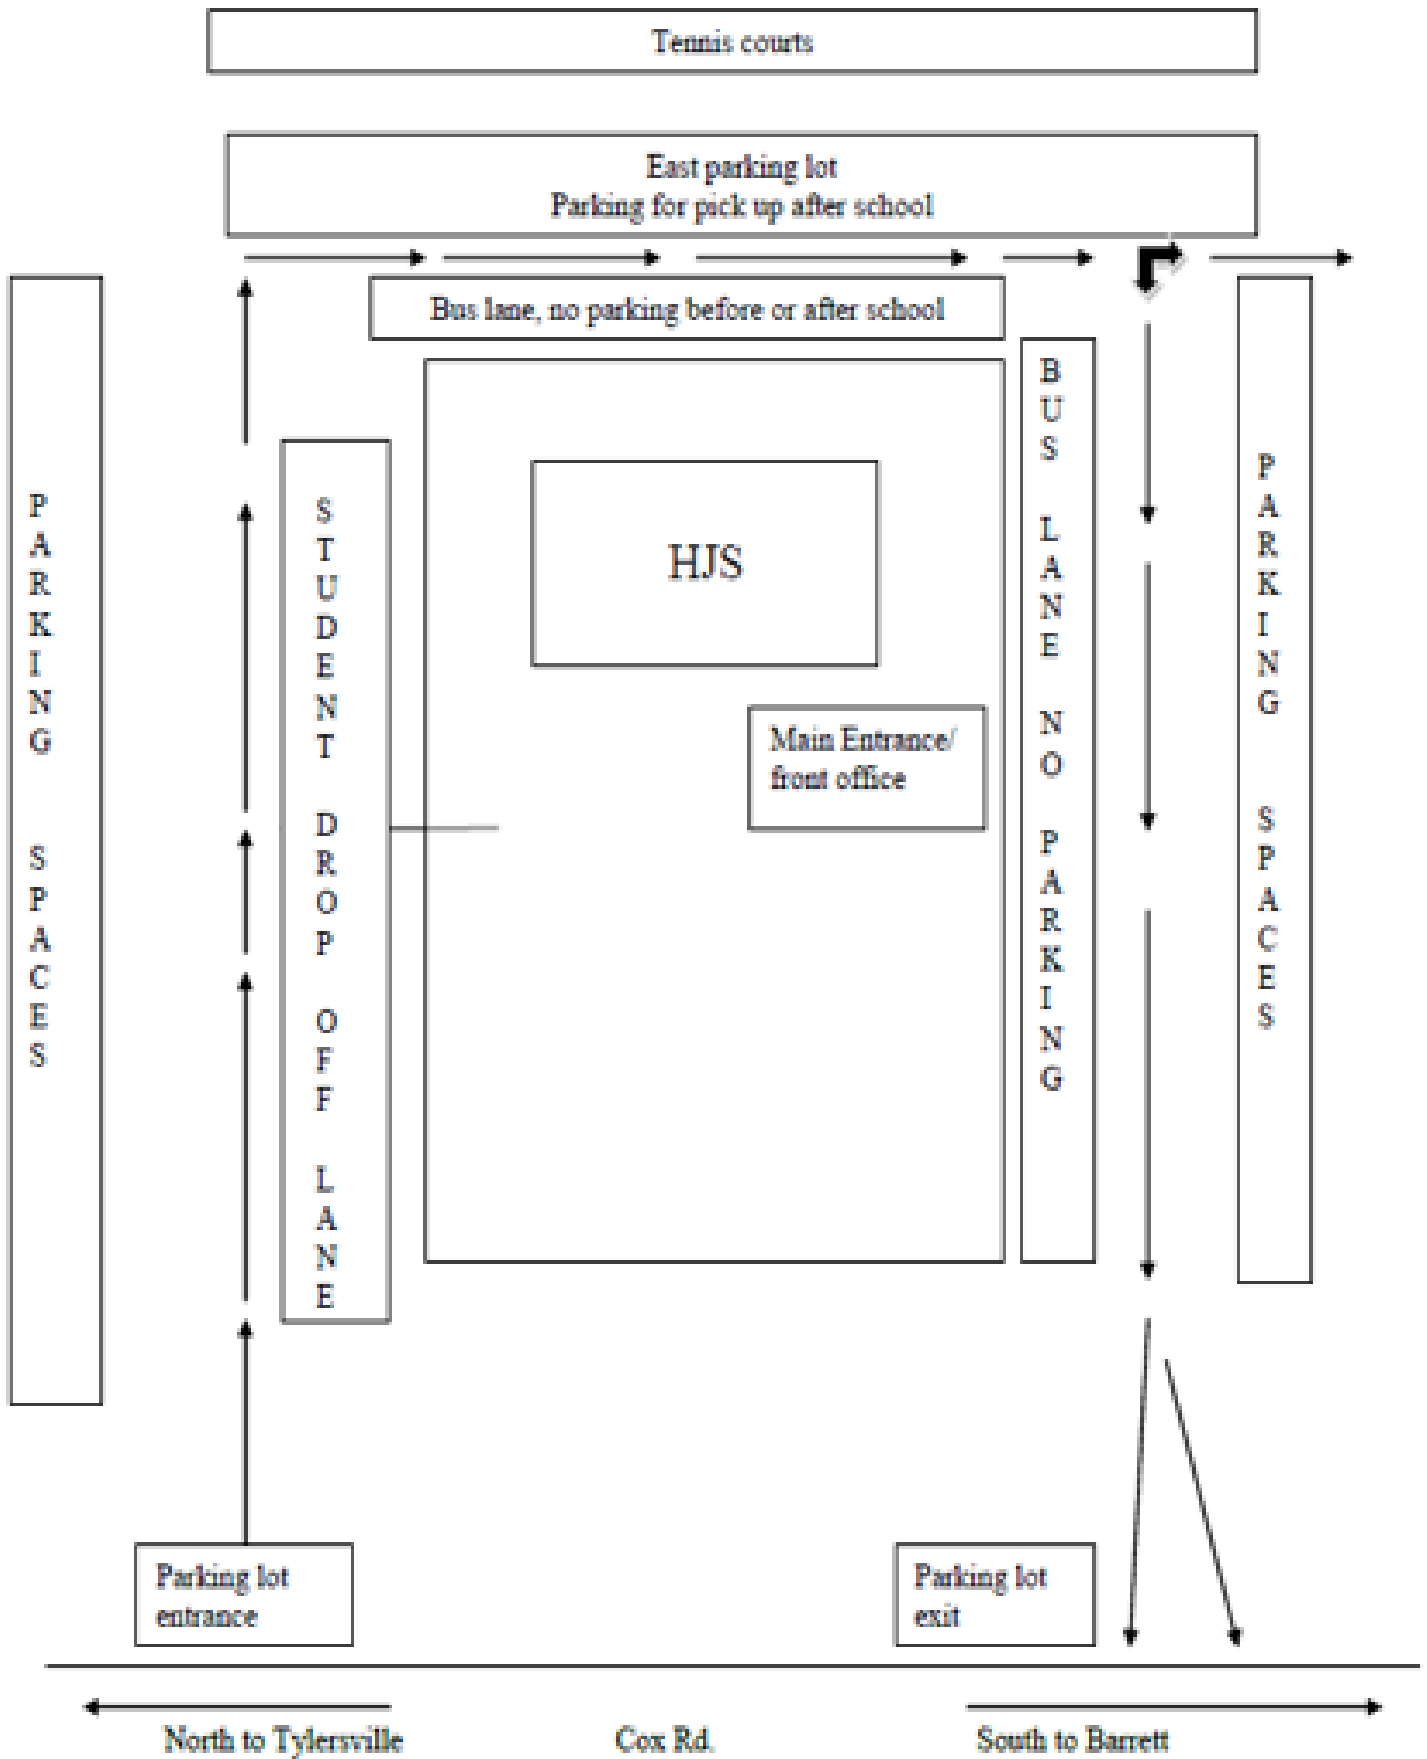 Tennis courts
East parking lot
Parking for pick up after school
Bus lane, no parking before or after school
PARKING SPACES
STUDENT DROP OFF LANE
HJS
Main Entrance/
front office
BUS LANE NO PARKING
PARKING SPACES
Parking lot
entrance
Parking lot
exit
North to Tylersville
Cox Rd.
South to Barrett